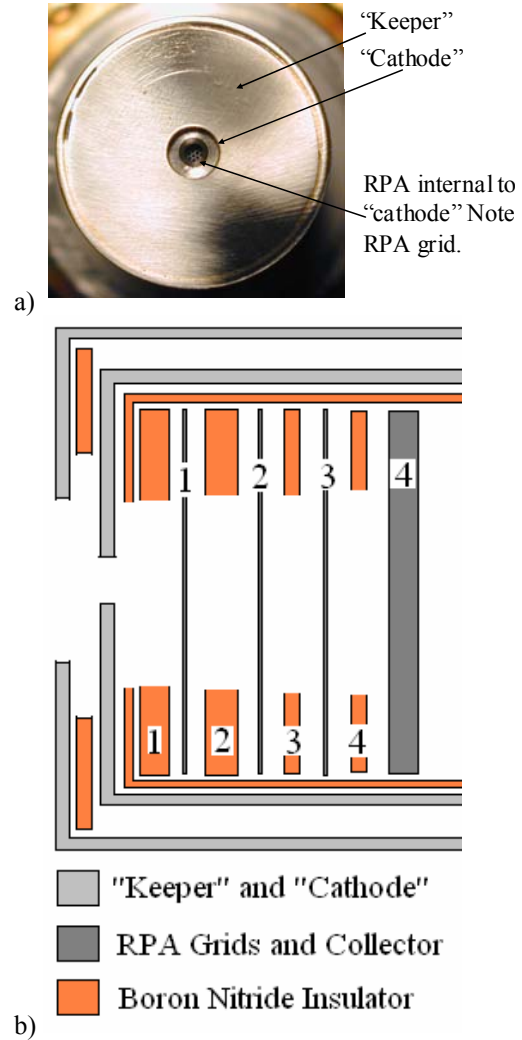 "Keeper"
"Cathode"
RPA internal to
"cathode" Note
RPA grid.
a)
1 2 3 4
1 2 3 4
"Keeper" and "Cathode"
RPA Grids and Collector
Boron Nitride Insulator
b)